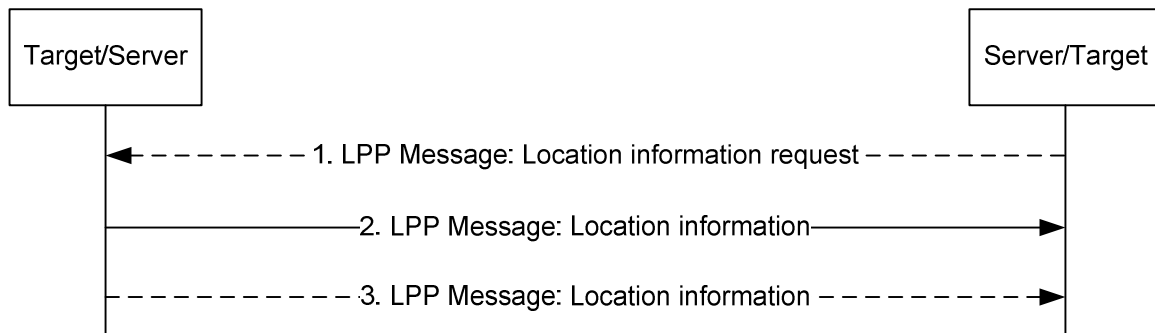 Target/Server
Server/Target
1. LPP Message: Location information request
2. LPP Message: Location information
3. LPP Message: Location information